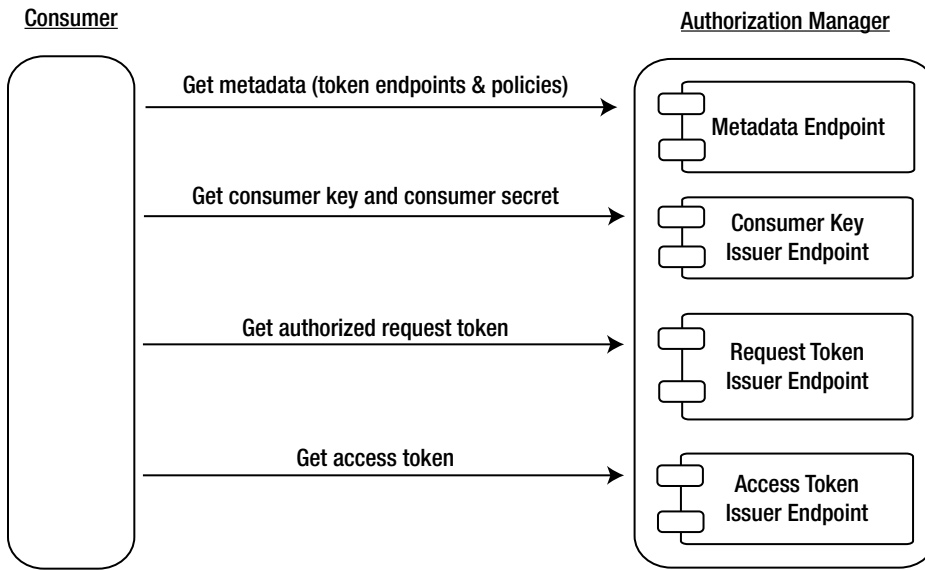 Consumer
Authorization Manager
Get metadata (token endpoints & policies)
Metadata Endpoint
Get consumer key and consumer secret
Consumer Key
Issuer Endpoint
Get authorized request token
Request Token
Issuer Endpoint
Get access token
Access Token
Issuer Endpoint